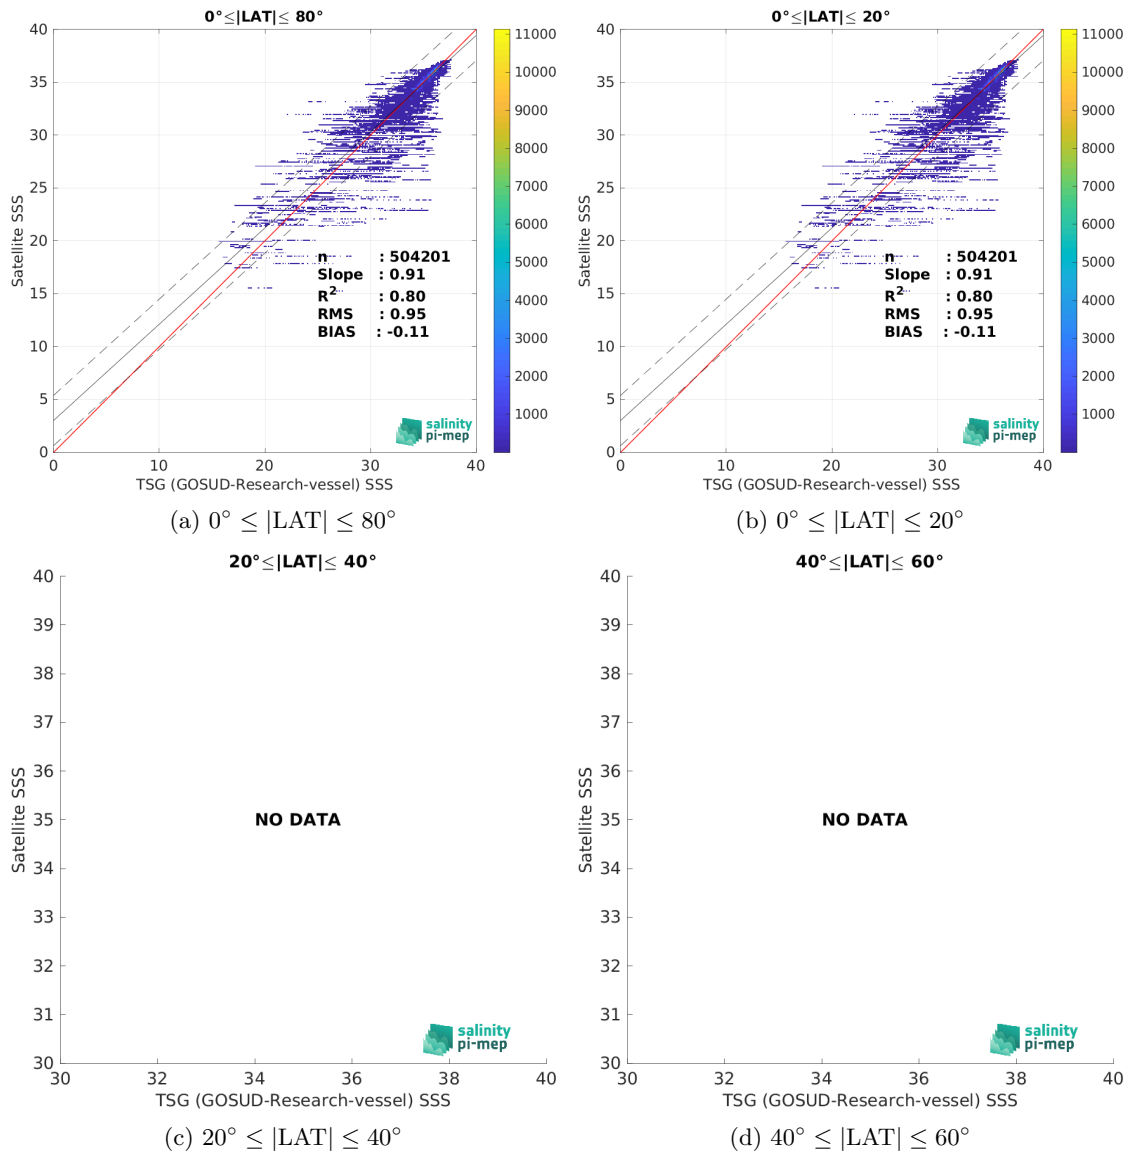 0°≤|LAT|≤ 80°
40
35
30
25
20
15
10
5
0
Satellite SSS
0
10
20
30
40
TSG (GOSUD-Research-vessel) SSS
11000
10000
9000
8000
7000
6000
5000
4000
3000
2000
1000
n : 504201
Slope : 0.91
R² : 0.80
RMS : 0.95
BIAS : -0.11
salinity
pi-mep
(a) 0° ≤ |LAT| ≤ 80°
0°≤|LAT|≤ 20°
40
35
30
25
20
15
10
5
0
Satellite SSS
0
10
20
30
40
TSG (GOSUD-Research-vessel) SSS
11000
10000
9000
8000
7000
6000
5000
4000
3000
2000
1000
n : 504201
Slope : 0.91
R² : 0.80
RMS : 0.95
BIAS : -0.11
salinity
pi-mep
(b) 0° ≤ |LAT| ≤ 20°
20°≤|LAT|≤ 40°
40
39
38
37
36
35
34
33
32
31
30
Satellite SSS
NO DATA
salinity
pi-mep
30
32
34
36
38
40
TSG (GOSUD-Research-vessel) SSS
(c) 20° ≤ |LAT| ≤ 40°
40°≤|LAT|≤ 60°
40
39
38
37
36
35
34
33
32
31
30
Satellite SSS
NO DATA
salinity
pi-mep
30
32
34
36
38
40
TSG (GOSUD-Research-vessel) SSS
(d) 40° ≤ |LAT| ≤ 60°